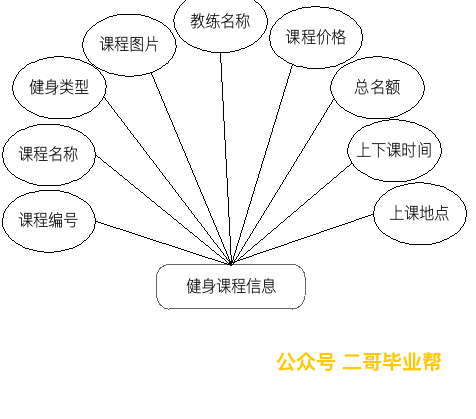 教练名称
课程图片
课程价格
健身类型
总名额
课程名称
上下课时间
课程编号
上课地点
健身课程信息
公众号 二哥毕业帮